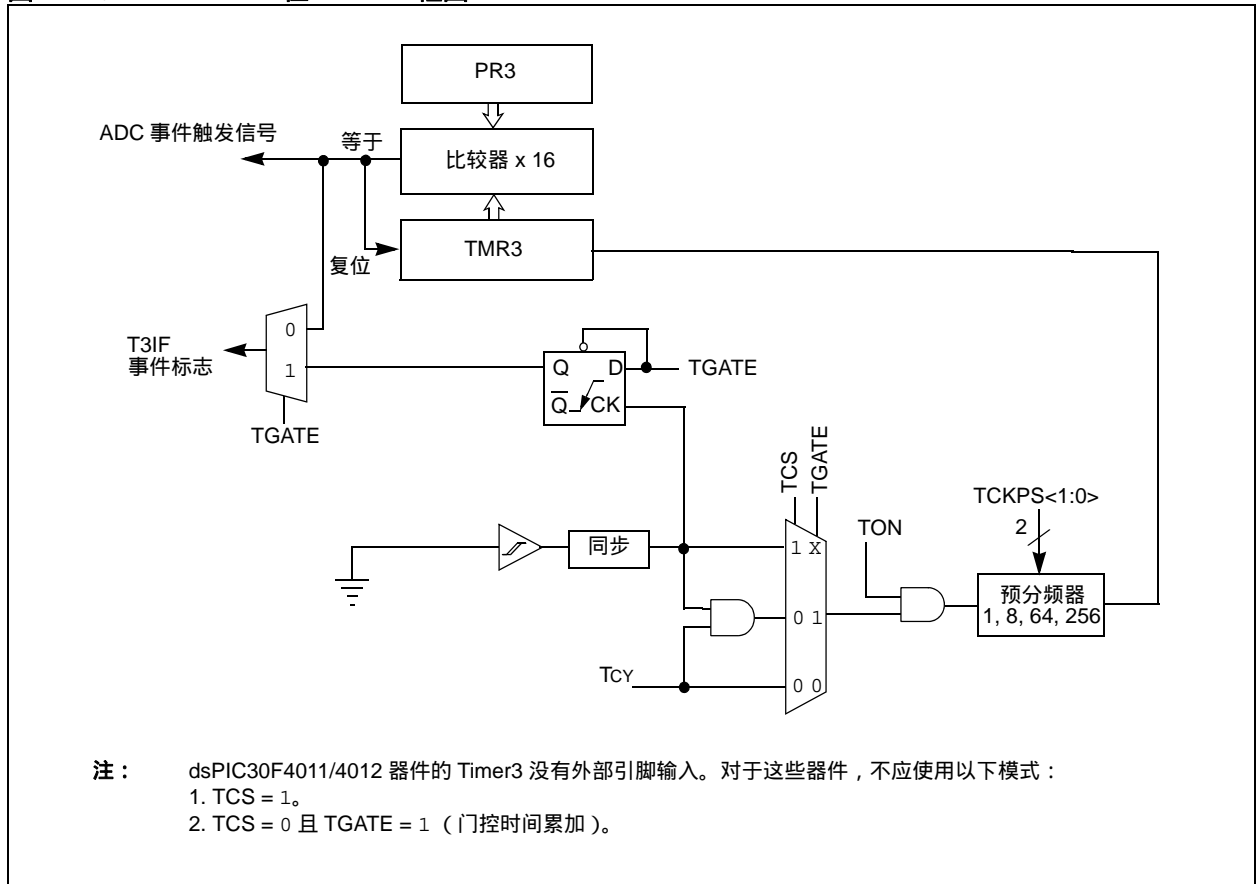 PR3
ADC 事件触发信号
等于
比较器 x 16
TMR3
复位
0
T3IF
事件标志
1
Q
D
TGATE
Q
CK
TGATE
TCS
TGATE
TCKPS<1:0>
TON
2
同步
1 X
预分频器
1, 8, 64, 256
0 1
TCY
0 0
注： dsPIC30F4011/4012 器件的 Timer3 没有外部引脚输入。对于这些器件，不应使用以下模式：
1. TCS = 1。
2. TCS = 0 且 TGATE = 1 （门控时间累加）。